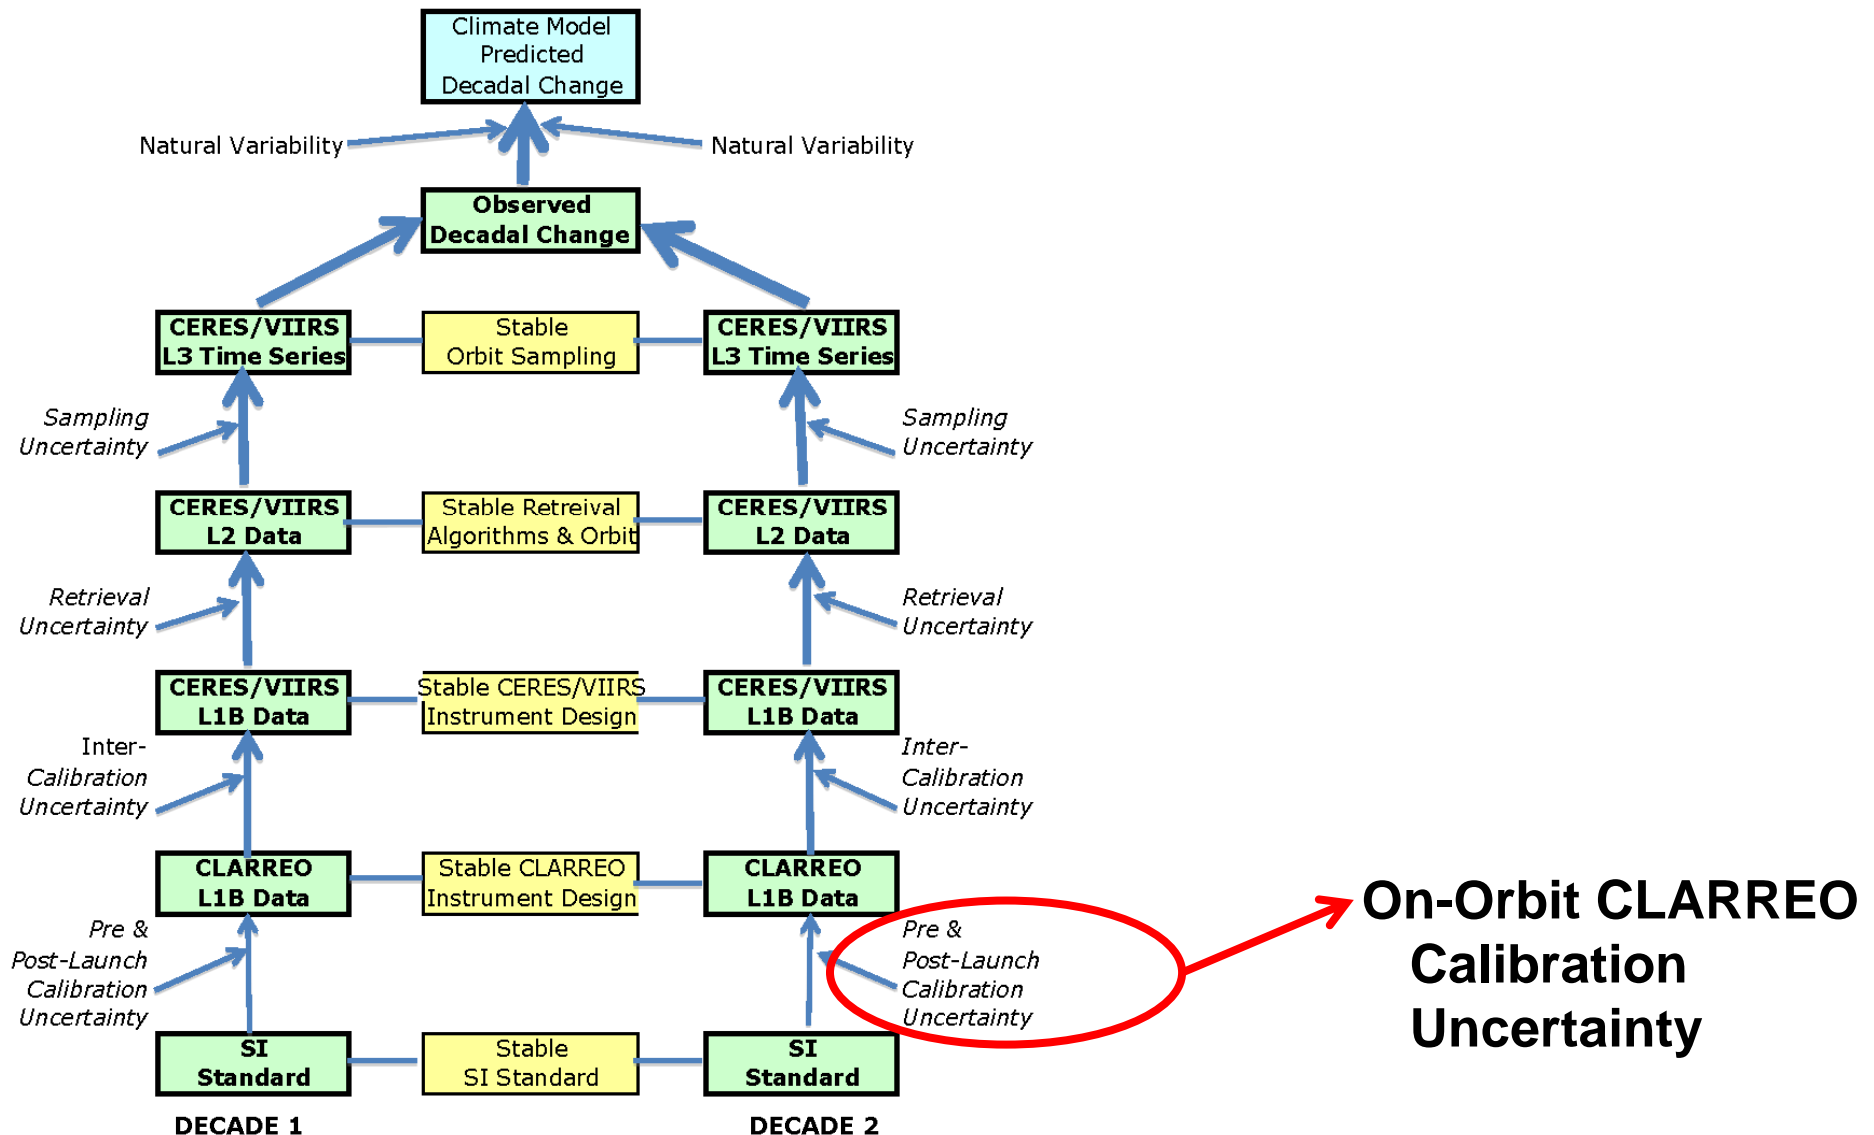 Climate Model
Predicted
Decadal Change
Natural Variability
Natural Variability
Observed
Decadal Change
CERES/VIIRS
L3 Time Series
Stable
Orbit Sampling
CERES/VIIRS
L3 Time Series
Sampling
Uncertainty
Sampling
Uncertainty
CERES/VIIRS
L2 Data
Stable Retreival
Algorithms & Orbit
CERES/VIIRS
L2 Data
Retrieval
Uncertainty
Retrieval
Uncertainty
CERES/VIIRS
L1B Data
Stable CERES/VIIRS
Instrument Design
CERES/VIIRS
L1B Data
Inter-
Calibration
Uncertainty
Inter-
Calibration
Uncertainty
CLARREO
L1B Data
Stable CLARREO
Instrument Design
CLARREO
L1B Data
Pre &
Post-Launch
Calibration
Uncertainty
Pre &
Post-Launch
Calibration
Uncertainty
On-Orbit CLARREO
Calibration
Uncertainty
SI
Standard
Stable
SI Standard
SI
Standard
DECADE 1
DECADE 2